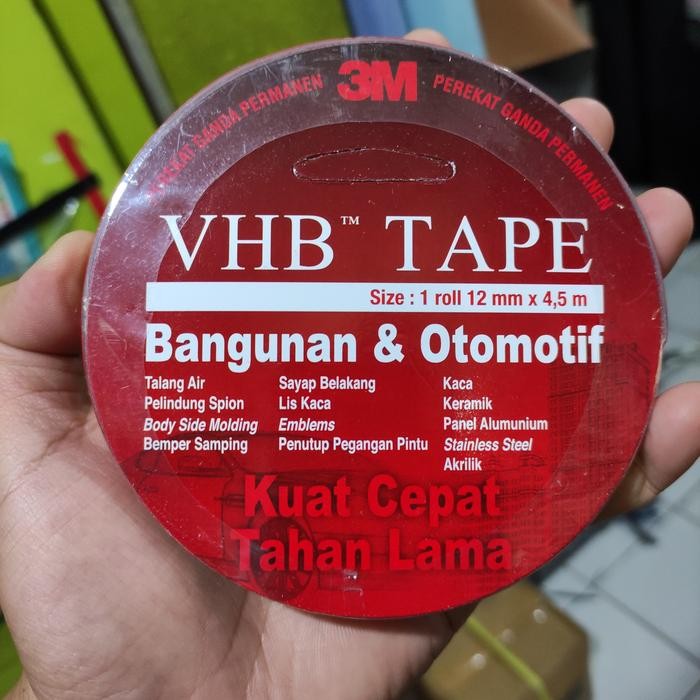 3M
PEREKAT GANDA PERMANEN
PEREKAT GANDA PERMANEN
VHB™ TAPE
Size : 1 roll 12 mm x 4,5 m
Bangunan & Otomotif
Talang Air
Pelindung Spion
Body Side Molding
Bemper Samping
Sayap Belakang
Lis Kaca
Emblems
Penutup Pegangan Pintu
Kaca
Keramik
Panel Alumunium
Stainless Steel
Akrilik
Kuat Cepat
Tahan Lama